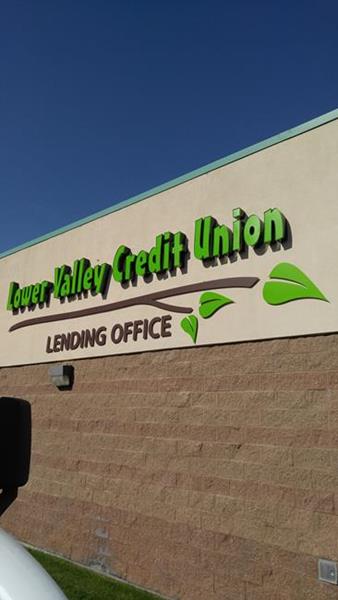 Lower Valley Credit Union
LENDING OFFICE